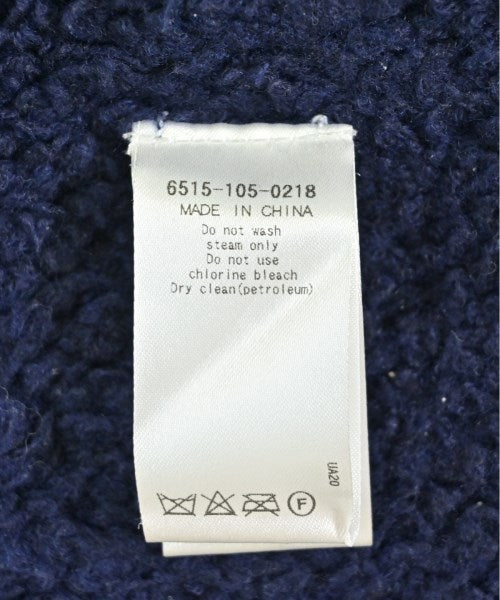 6515-105-0218
MADE IN CHINA
Do not wash
steam only
Do not use
chlorine bleach
Dry clean(petroleum)
UA20
F